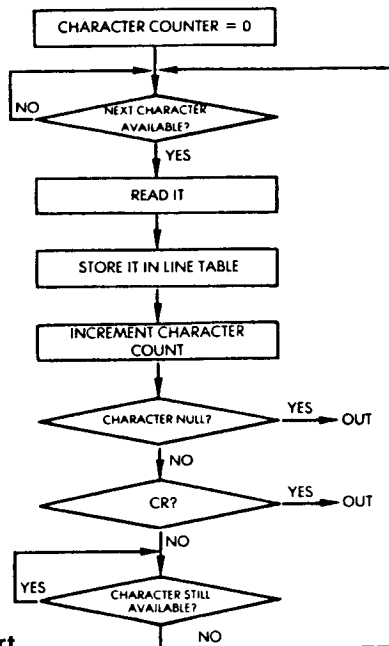 CHARACTER COUNTER = 0
NO
NEXT CHARACTER
AVAILABLE?
YES
READ IT
STORE IT IN LINE TABLE
INCREMENT CHARACTER
COUNT
CHARACTER NULL?
YES
OUT
NO
CR?
YES
OUT
NO
YES
CHARACTER STILL
AVAILABLE?
NO